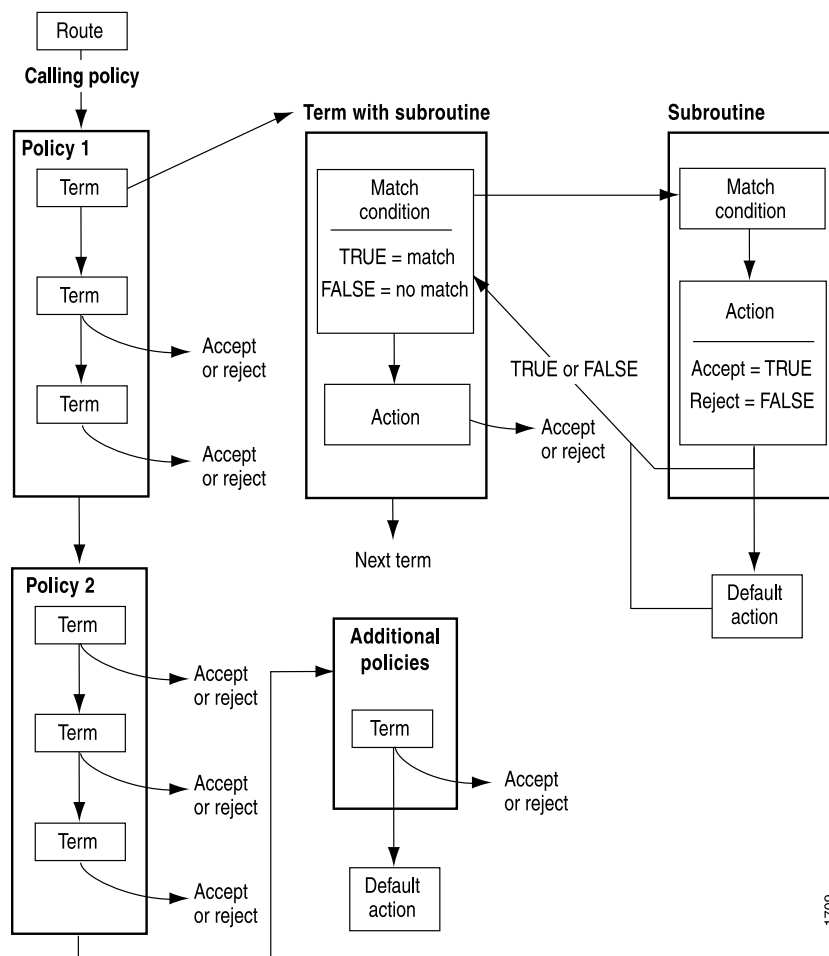 Route
Calling policy
Policy 1
Term
Term
Accept
or reject
Term
Accept
or reject
Term with subroutine
Match
condition
TRUE = match
FALSE = no match
Action
Accept
or reject
Next term
Subroutine
Match
condition
Action
Accept = TRUE
Reject = FALSE
TRUE or FALSE
Default
action
Policy 2
Term
Accept
or reject
Term
Accept
or reject
Term
Accept
or reject
Additional
policies
Term
Accept
or reject
Default
action